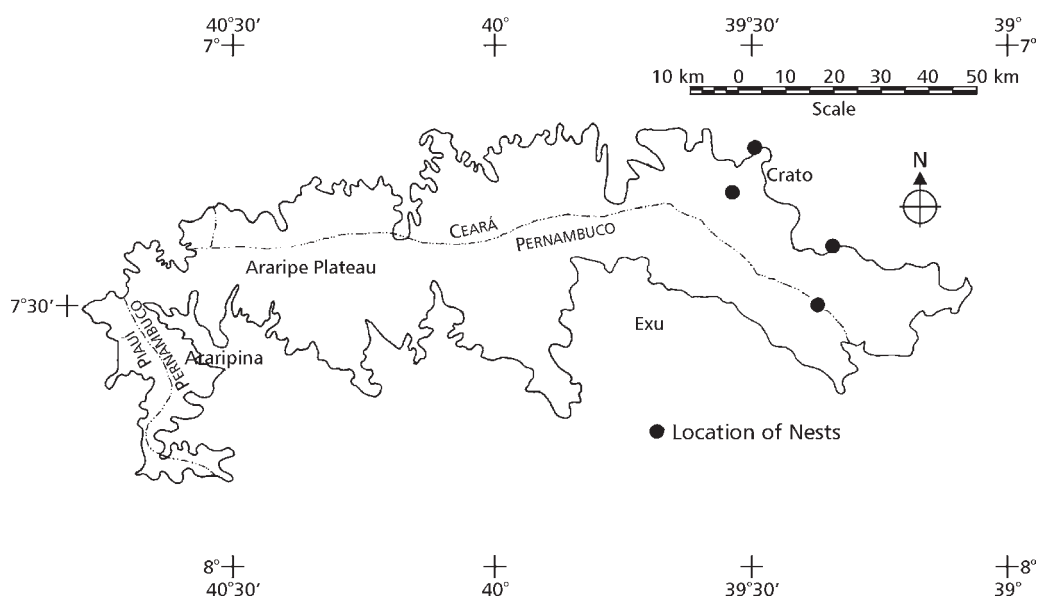 40°30’
40°
39°30’
39°
7°
7°
10 km 0 10 20 30 40 50 km
Scale
N
Crato
CEARÁ
PERNAMBUCO
Araripe Plateau
7°30’
PIAUÍ
PERNAMBUCO
Araripina
Exu
Location of Nests
8°
8°
40°30’
40°
39°30’
39°